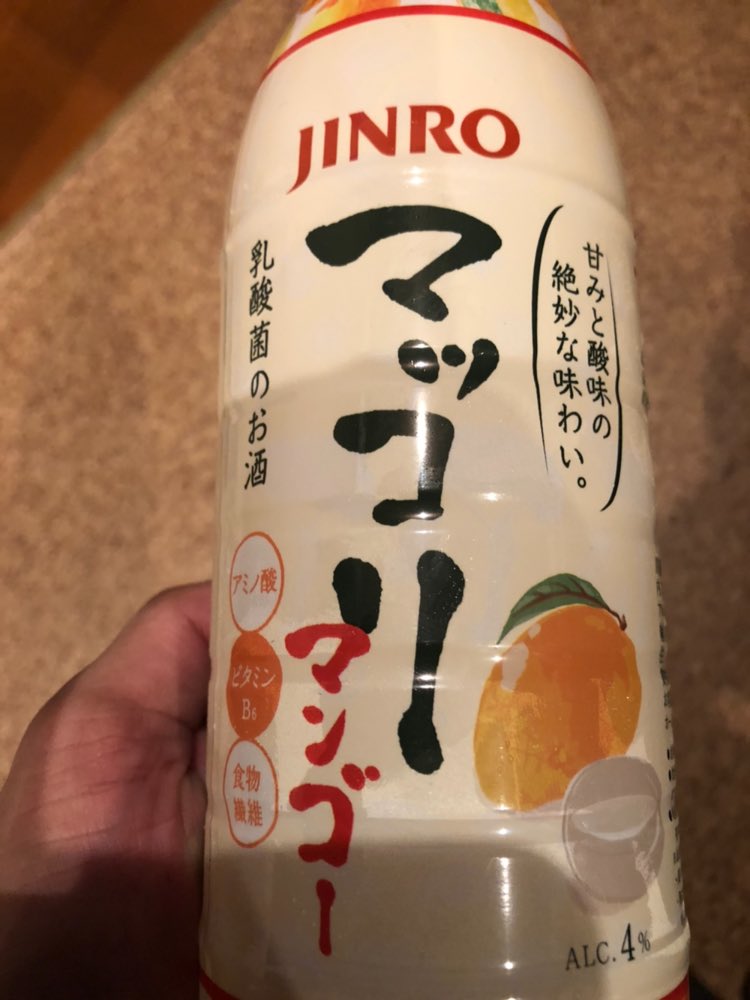 JINRO
マッコリ
マンゴー
甘みと酸味の
絶妙な味わい。
乳酸菌のお酒
アミノ酸
ビタミン
B₆
食物
繊維
ALC.4%